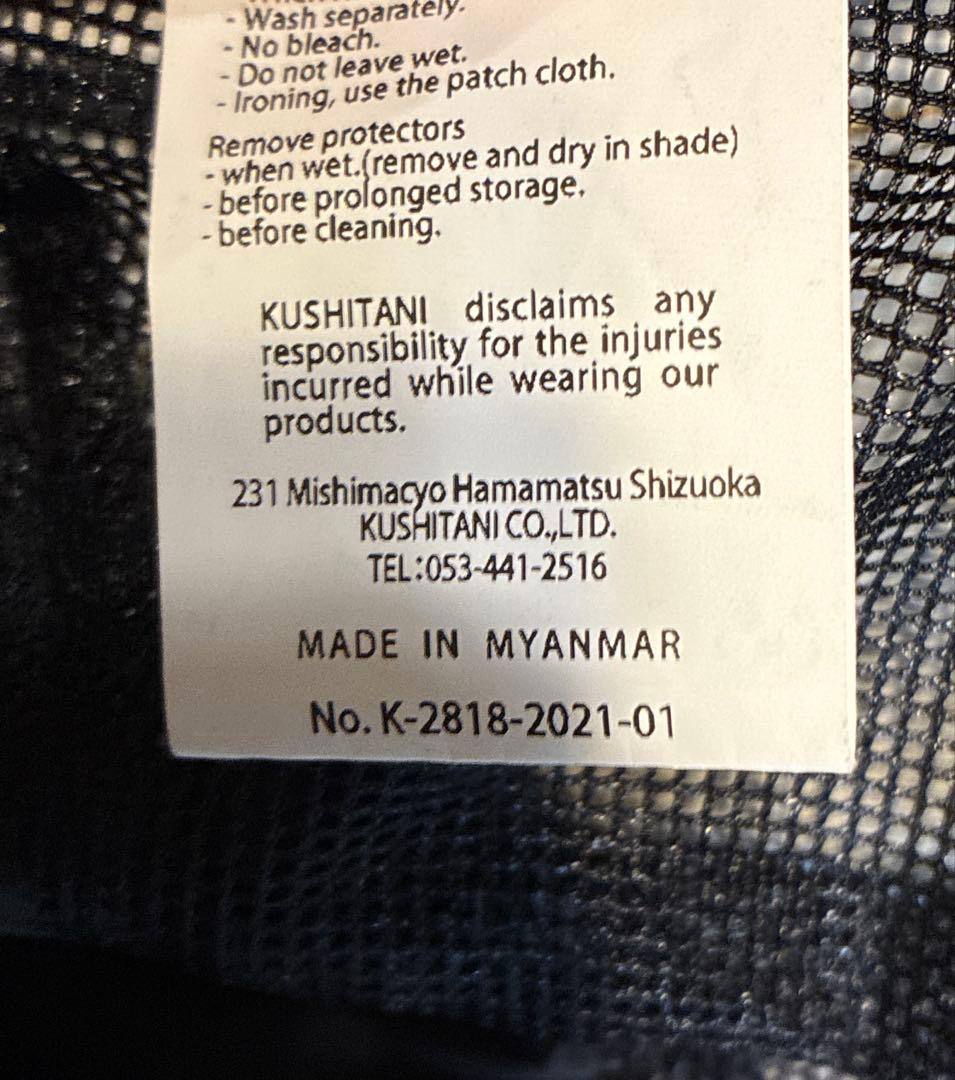 - Wash separately.
- No bleach.
- Do not leave wet.
- Ironing, use the patch cloth.
Remove protectors
- when wet.(remove and dry in shade)
- before prolonged storage.
- before cleaning.
KUSHITANI disclaims any
responsibility for the injuries
incurred while wearing our
products.
231 Mishimacyo Hamamatsu Shizuoka
KUSHITANI CO.,LTD.
TEL:053-441-2516
MADE IN MYANMAR
No. K-2818-2021-01